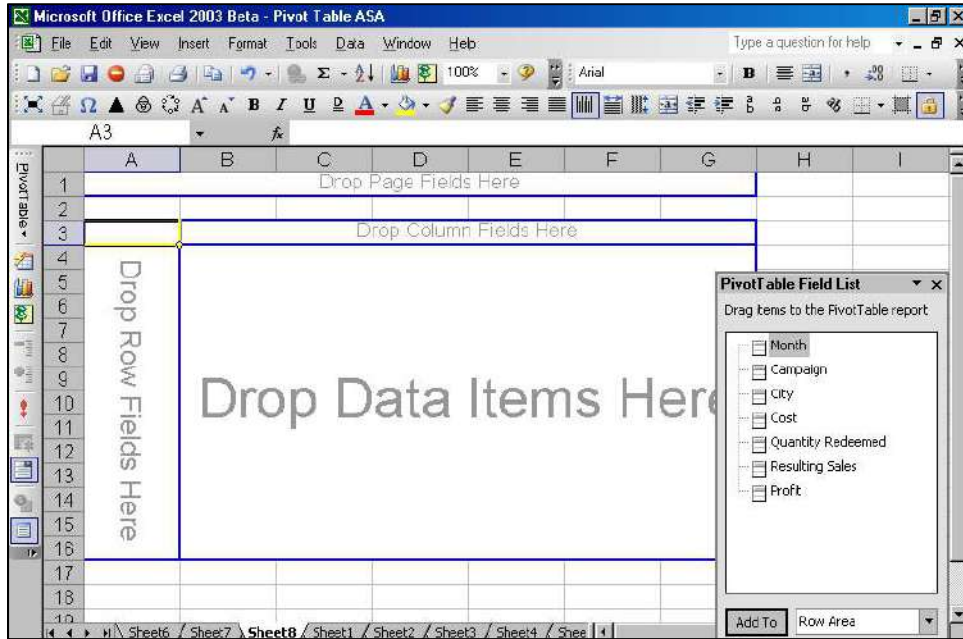 Microsoft Office Excel 2003 Beta - Pivot Table ASA
File Edit View Insert Format Tools Data Window Help
Type a question for help
100% Arial B
B I U
A3 fx
PivotTable
A B C D E F G H I
1 Drop Page Fields Here
2
3 Drop Column Fields Here
4
5
6
7
8
9
10
11
12
13
14
15
16
17
18
19
Drop Row Fields Here
Drop Data Items Here
PivotTable Field List
Drag items to the PivotTable report
Month
Campaign
City
Cost
Quantity Redeemed
Resulting Sales
Profit
Add To Row Area
Sheet6 / Sheet7 \ Sheet8 / Sheet1 / Sheet2 / Sheet3 / Sheet4 / Shee